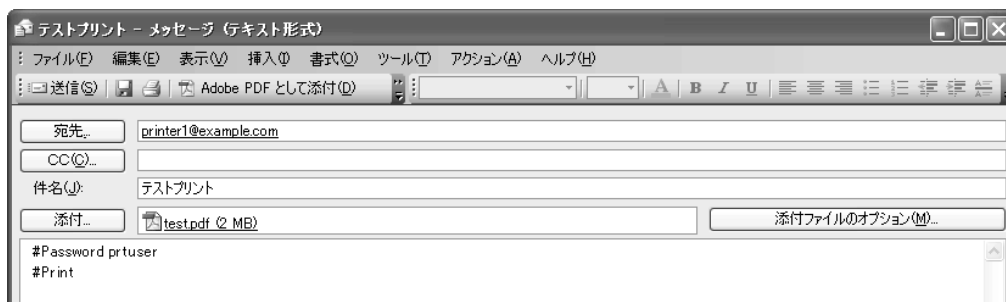 テストプリント - メッセージ (テキスト形式)
ファイル(F) 編集(E) 表示(V) 挿入(I) 書式(O) ツール(T) アクション(A) ヘルプ(H)
送信(S) Adobe PDF として添付(D) A B I U
宛先... printer1@example.com
CC(C)...
件名(J): テストプリント
添付... test.pdf (2 MB) 添付ファイルのオプション(M)...
#Password prtuser
#Print